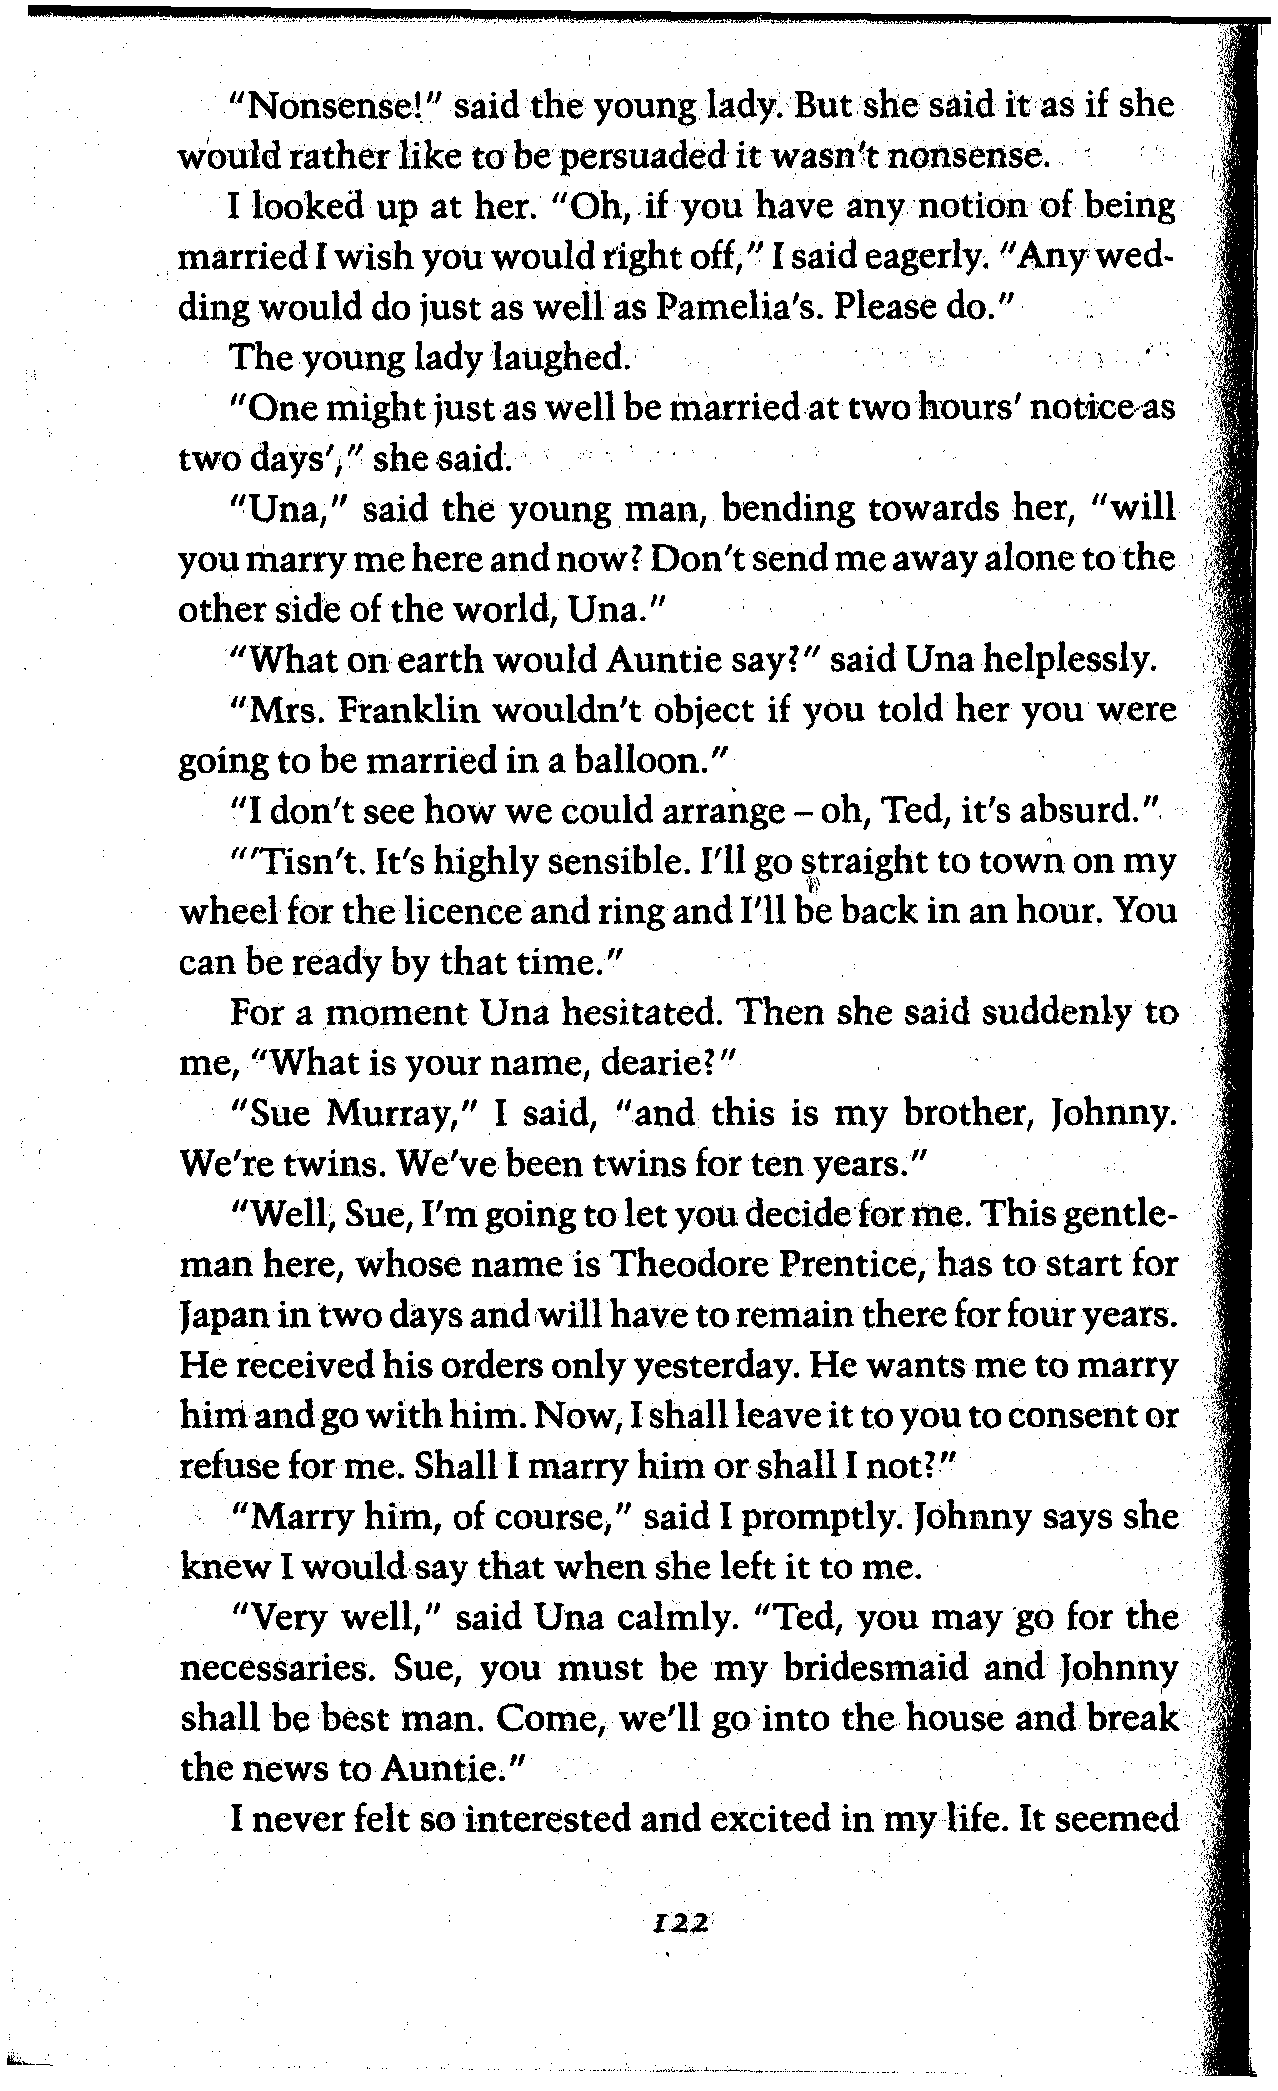 "Nonsense!" said the young lady. But she said it as if she
would rather like to be persuaded it wasn't nonsense.
I looked up at her. "Oh, if you have any notion of being
married I wish you would right off," I said eagerly. "Any wed-
ding would do just as well as Pamelia's. Please do."
The young lady laughed.
"One might just as well be married at two hours' notice as
two days'," she said.
"Una," said the young man, bending towards her, "will
you marry me here and now? Don't send me away alone to the
other side of the world, Una."
"What on earth would Auntie say?" said Una helplessly.
"Mrs. Franklin wouldn't object if you told her you were
going to be married in a balloon."
"I don't see how we could arrange – oh, Ted, it's absurd."
"'Tisn't. It's highly sensible. I'll go straight to town on my
wheel for the licence and ring and I'll be back in an hour. You
can be ready by that time."
For a moment Una hesitated. Then she said suddenly to
me, "What is your name, dearie?"
"Sue Murray," I said, "and this is my brother, Johnny.
We're twins. We've been twins for ten years."
"Well, Sue, I'm going to let you decide for me. This gentle-
man here, whose name is Theodore Prentice, has to start for
Japan in two days and will have to remain there for four years.
He received his orders only yesterday. He wants me to marry
him and go with him. Now, I shall leave it to you to consent or
refuse for me. Shall I marry him or shall I not?"
"Marry him, of course," said I promptly. Johnny says she
knew I would say that when she left it to me.
"Very well," said Una calmly. "Ted, you may go for the
necessaries. Sue, you must be my bridesmaid and Johnny
shall be best man. Come, we'll go into the house and break
the news to Auntie."
I never felt so interested and excited in my life. It seemed
122